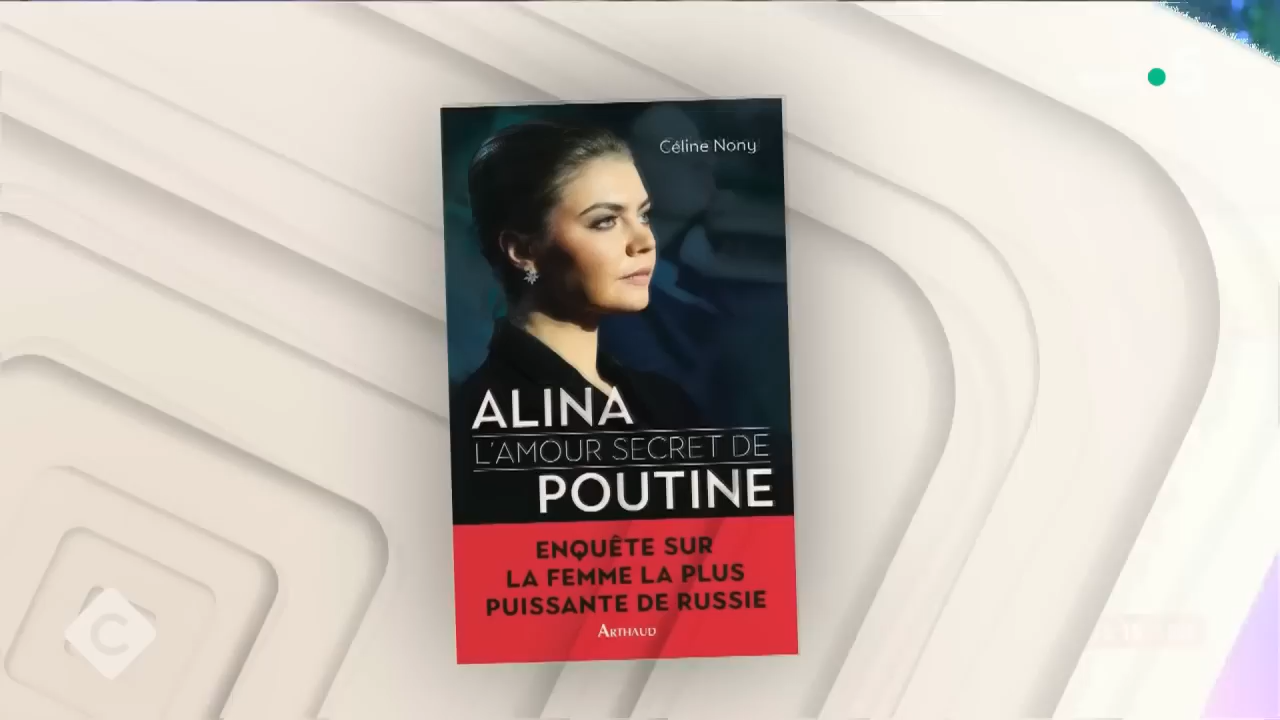 Céline Nony
ALINA
L'AMOUR SECRET DE
POUTINE
ENQUÊTE SUR
LA FEMME LA PLUS
PUISSANTE DE RUSSIE
ARTHAUD
C